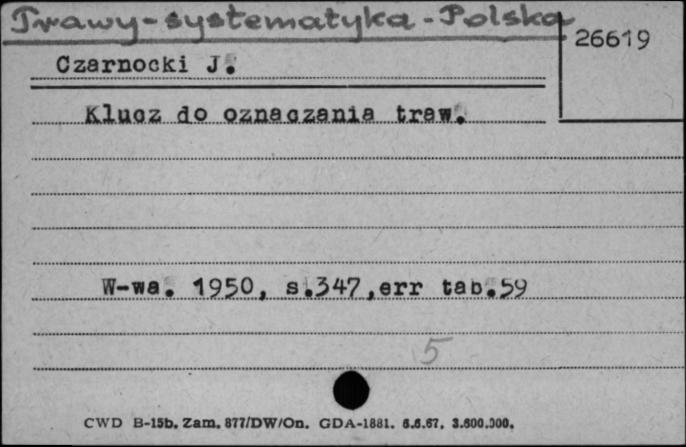 Trawy-systematyka-Polska
26619
Czarnocki J.
Klucz do oznaczania traw.
W-wa. 1950, s.347,err tab.59
5
CWD B-15b. Zam. 877/DW/On. GDA-1881. 6.6.67. 3.600.000.